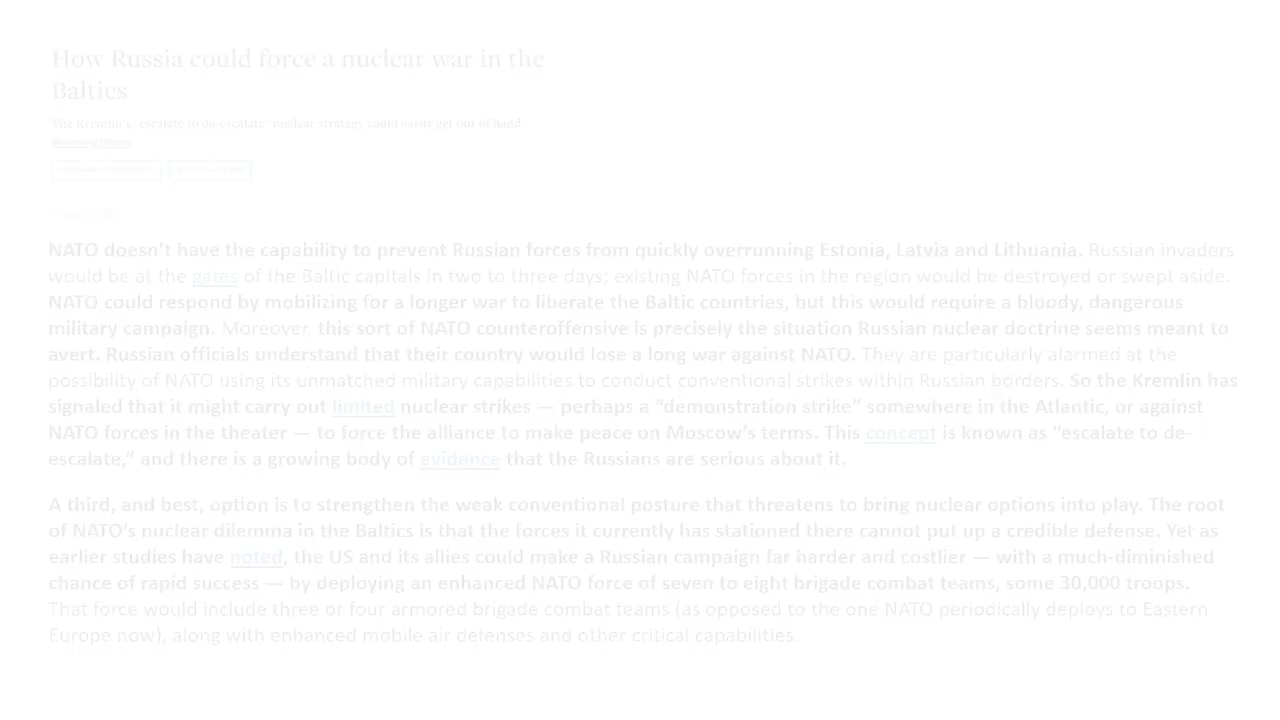 How Russia could force a nuclear war in the
Baltics
The Kremlin's "escalate to de-escalate" nuclear strategy could easily get out of hand.
NATO doesn't have the capability to prevent Russian forces from quickly overrunning Estonia, Latvia and Lithuania. Russian invaders
would be at the gates of the Baltic capitals in two to three days; existing NATO forces in the region would be destroyed or swept aside.
NATO could respond by mobilizing for a longer war to liberate the Baltic countries, but this would require a bloody, dangerous
military campaign. Moreover, this sort of NATO counteroffensive is precisely the situation Russian nuclear doctrine seems meant to
avert. Russian officials understand that their country would lose a long war against NATO. They are particularly alarmed at the
possibility of NATO using its unmatched military capabilities to conduct conventional strikes within Russian borders. So the Kremlin has
signaled that it might carry out limited nuclear strikes — perhaps a “demonstration strike” somewhere in the Atlantic, or against
NATO forces in the theater — to force the alliance to make peace on Moscow’s terms. This concept is known as “escalate to de-
escalate,” and there is a growing body of evidence that the Russians are serious about it.
A third, and best, option is to strengthen the weak conventional posture that threatens to bring nuclear options into play. The root
of NATO’s nuclear dilemma in the Baltics is that the forces it currently has stationed there cannot put up a credible defense. Yet as
earlier studies have noted, the US and its allies could make a Russian campaign far harder and costlier — with a much-diminished
chance of rapid success — by deploying an enhanced NATO force of seven to eight brigade combat teams, some 30,000 troops.
That force would include three or four armored brigade combat teams (as opposed to the one NATO periodically deploys to Eastern
Europe now), along with enhanced mobile air defenses and other critical capabilities.